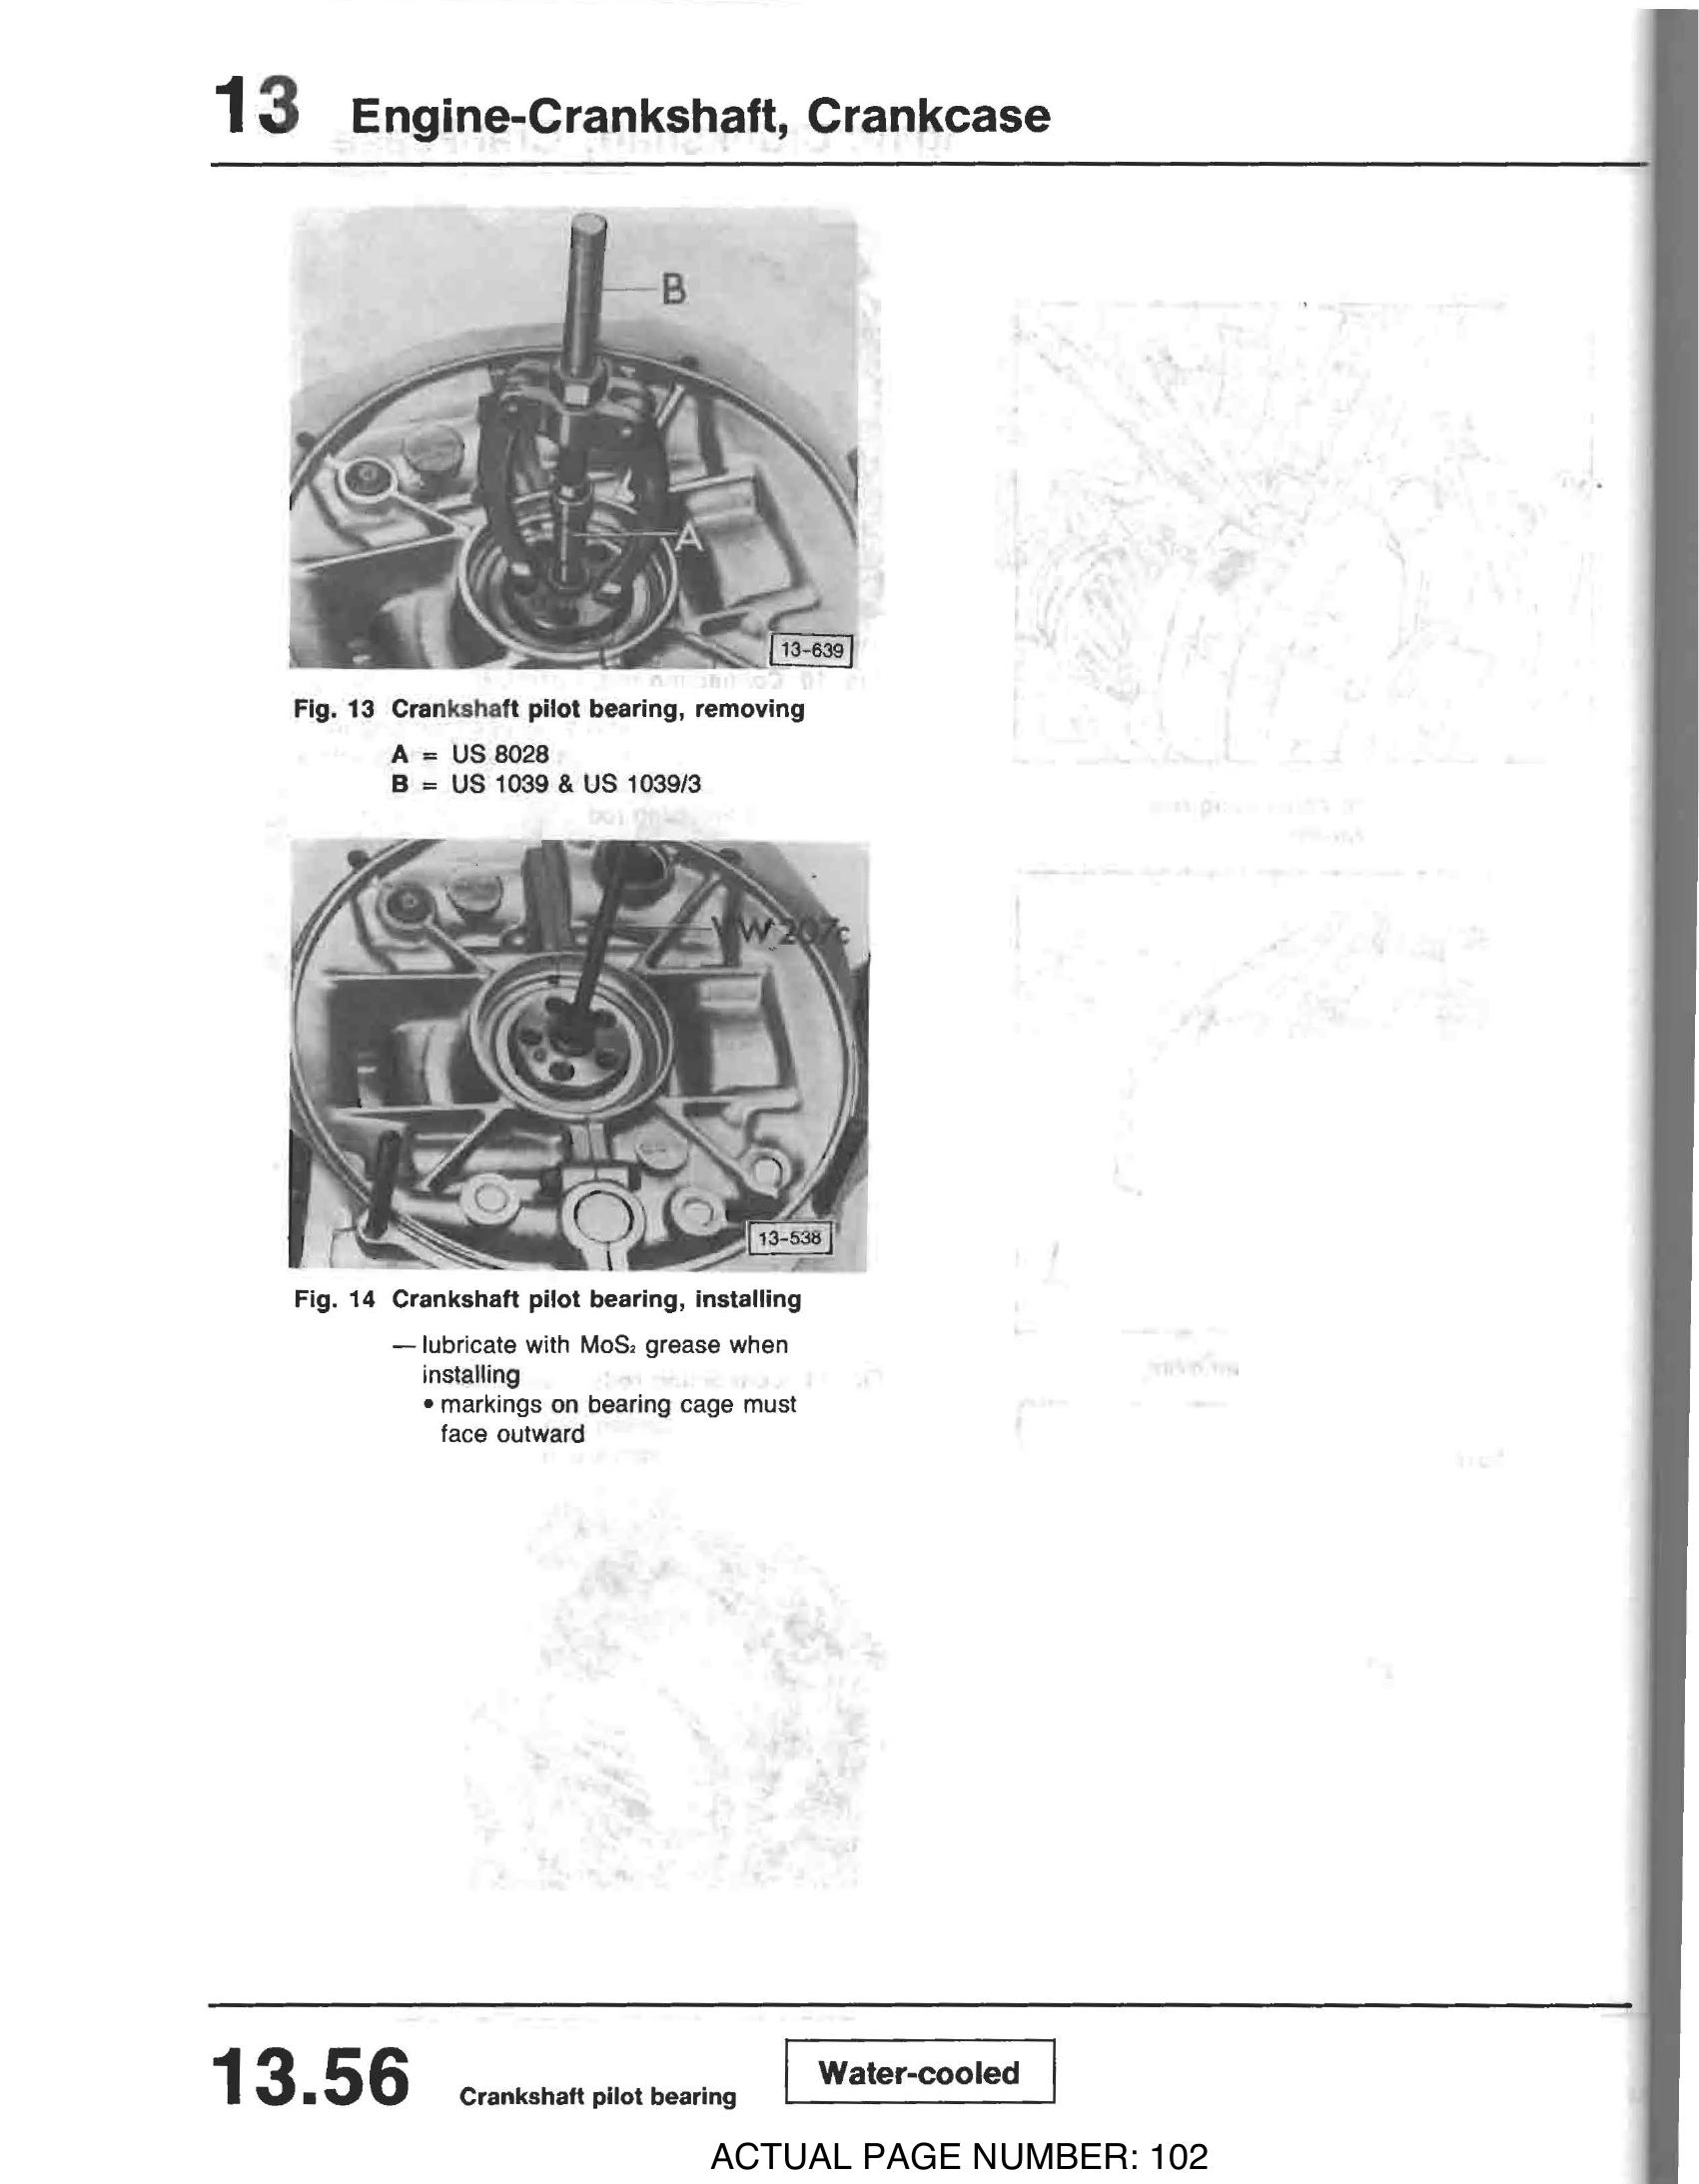 13 Engine-Crankshaft, Crankcase
B
A
13-639
Fig. 13 Crankshaft pilot bearing, removing
A = US 8028
B = US 1039 & US 1039/3
VW 207c
13-538
Fig. 14 Crankshaft pilot bearing, installing
— lubricate with MoS₂ grease when
installing
• markings on bearing cage must
face outward
13.56 Crankshaft pilot bearing
Water-cooled
ACTUAL PAGE NUMBER: 102